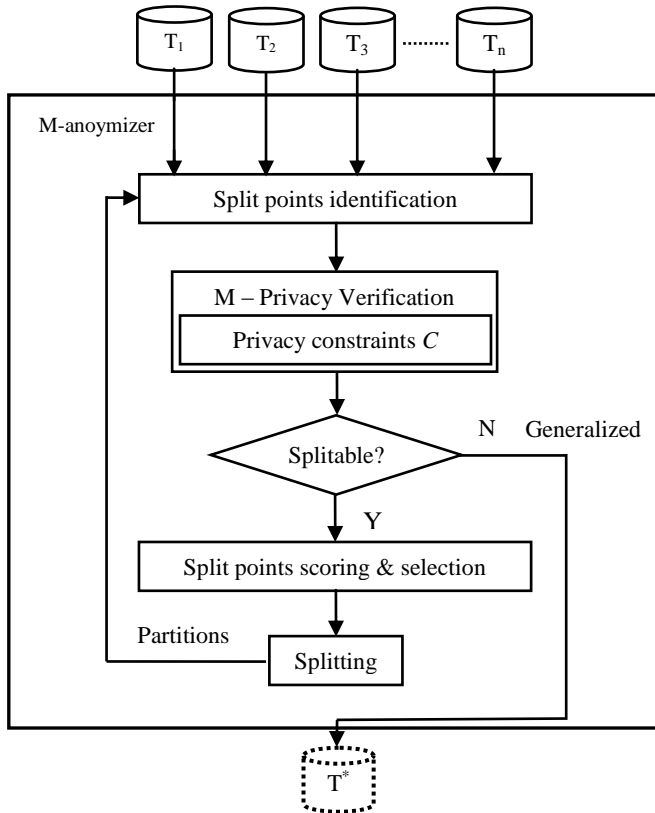 T1 T2 T3 ......... Tn
M-anoymizer
Split points identification
M – Privacy Verification
Privacy constraints C
Splitable?
N Generalized
Y
Split points scoring & selection
Partitions
Splitting
T*